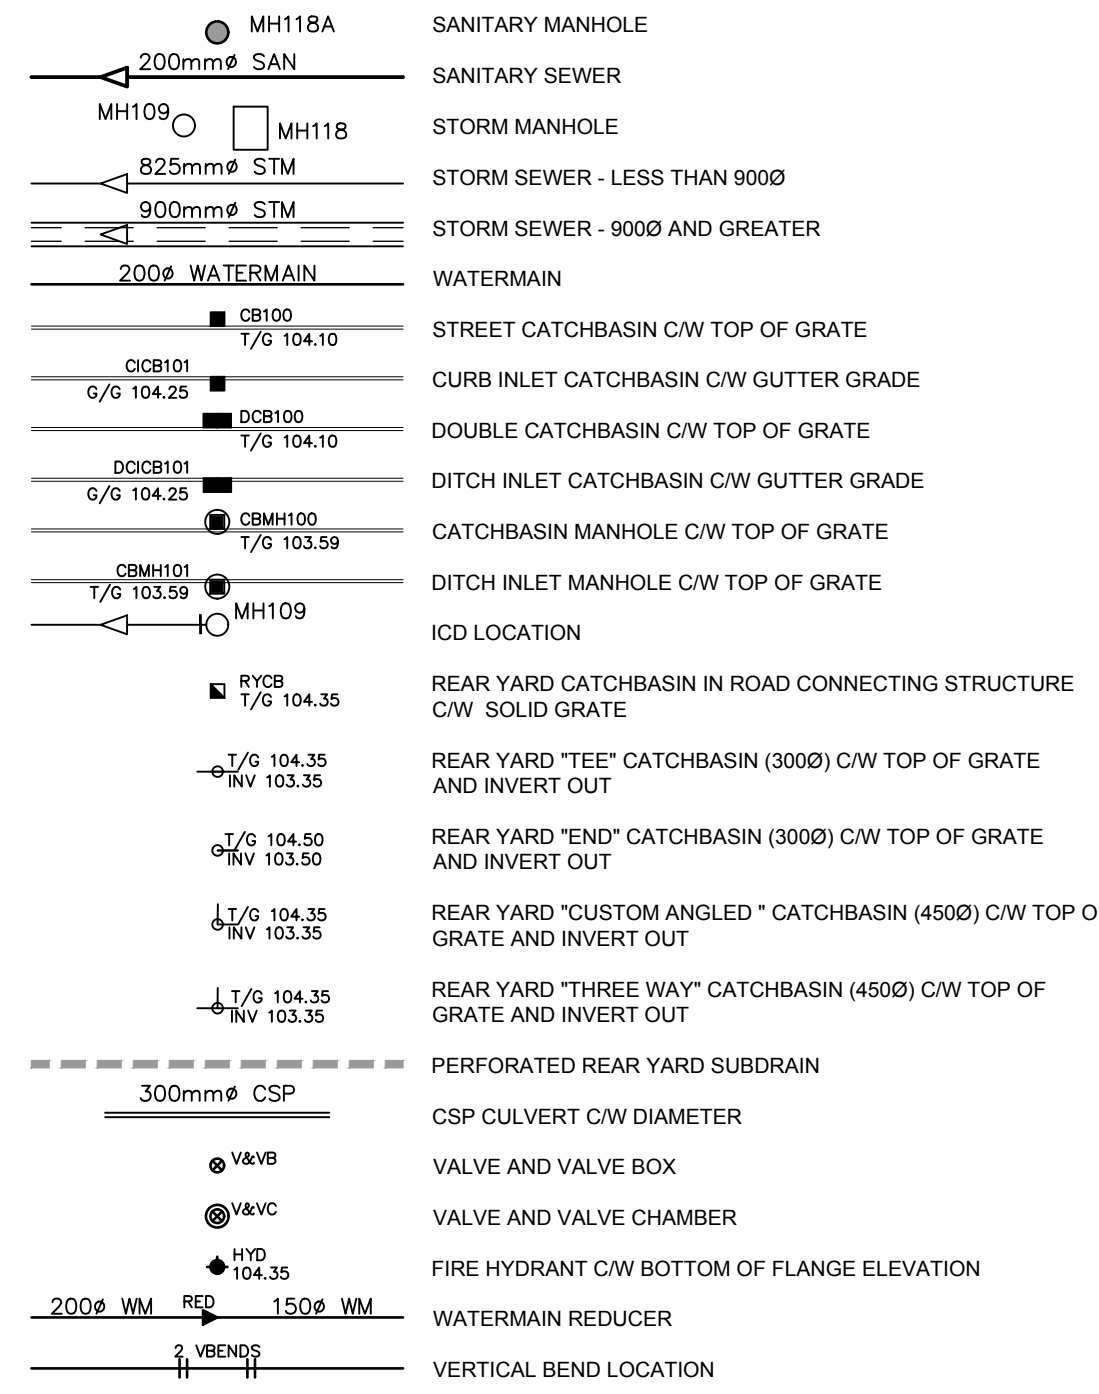 MH118A SANITARY MANHOLE
200mmø SAN SANITARY SEWER
MH109 MH118 STORM MANHOLE
825mmø STM STORM SEWER - LESS THAN 900Ø
900mmø STM STORM SEWER - 900Ø AND GREATER
200ø WATERMAIN WATERMAIN
CB100
T/G 104.10 STREET CATCHBASIN C/W TOP OF GRATE
CICB101
G/G 104.25 CURB INLET CATCHBASIN C/W GUTTER GRADE
DCB100
T/G 104.10 DOUBLE CATCHBASIN C/W TOP OF GRATE
DCICB101
G/G 104.25 DITCH INLET CATCHBASIN C/W GUTTER GRADE
CBMH100
T/G 103.59 CATCHBASIN MANHOLE C/W TOP OF GRATE
CBMH101
T/G 103.59 DITCH INLET MANHOLE C/W TOP OF GRATE
MH109 ICD LOCATION
RYCB REAR YARD CATCHBASIN IN ROAD CONNECTING STRUCTURE
T/G 104.35 C/W SOLID GRATE
T/G 104.35 REAR YARD "TEE" CATCHBASIN (300Ø) C/W TOP OF GRATE
INV 103.35 AND INVERT OUT
T/G 104.50 REAR YARD "END" CATCHBASIN (300Ø) C/W TOP OF GRATE
INV 103.50 AND INVERT OUT
T/G 104.35 REAR YARD "CUSTOM ANGLED " CATCHBASIN (450Ø) C/W TOP O
INV 103.35 GRATE AND INVERT OUT
T/G 104.35 REAR YARD "THREE WAY" CATCHBASIN (450Ø) C/W TOP OF
INV 103.35 GRATE AND INVERT OUT
PERFORATED REAR YARD SUBDRAIN
300mmø CSP CSP CULVERT C/W DIAMETER
V&VB VALVE AND VALVE BOX
V&VC VALVE AND VALVE CHAMBER
HYD
104.35 FIRE HYDRANT C/W BOTTOM OF FLANGE ELEVATION
200ø WM RED 150ø WM WATERMAIN REDUCER
2 VBENDS VERTICAL BEND LOCATION